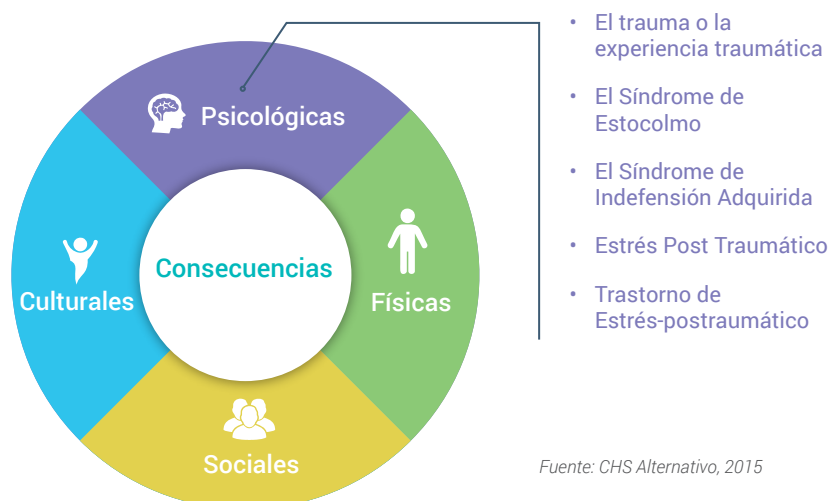 Psicológicas
Consecuencias
Culturales
Físicas
Sociales
• El trauma o la
experiencia traumática
• El Síndrome de
Estocolmo
• El Síndrome de
Indefensión Adquirida
• Estrés Post Traumático
• Trastorno de
Estrés-postraumático
Fuente: CHS Alternativo, 2015